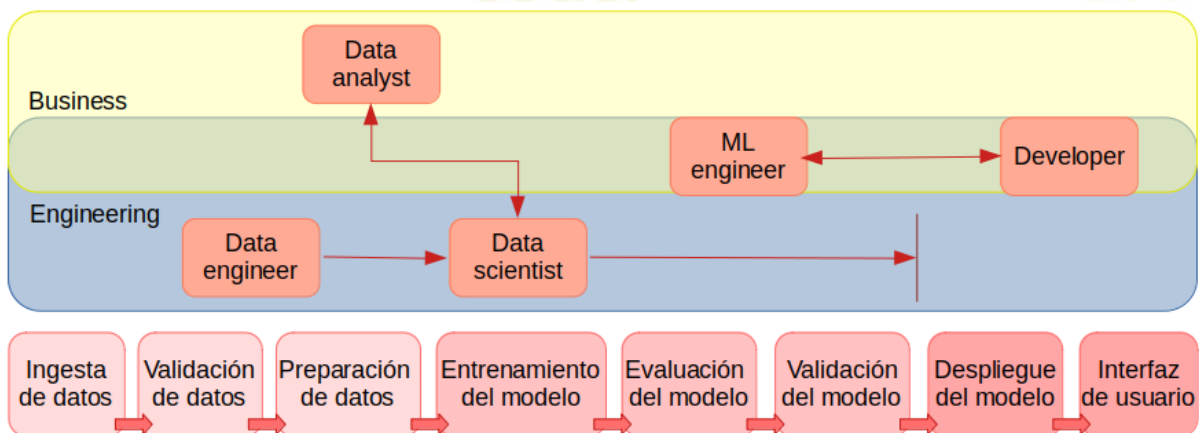 Data
analyst
Business
ML
engineer
Developer
Engineering
Data
engineer
Data
scientist
Ingesta
de datos
Validación
de datos
Preparación
de datos
Entrenamiento
del modelo
Evaluación
del modelo
Validación
del modelo
Despliegue
del modelo
Interfaz
de usuario